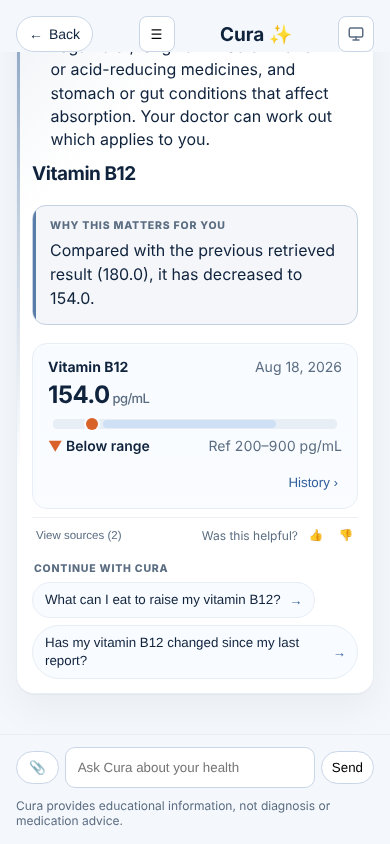 ← Back
☰
Cura ✨
or acid-reducing medicines, and
stomach or gut conditions that affect
absorption. Your doctor can work out
which applies to you.
Vitamin B12
WHY THIS MATTERS FOR YOU
Compared with the previous retrieved
result (180.0), it has decreased to
154.0.
Vitamin B12 Aug 18, 2026
154.0 pg/mL
▼ Below range Ref 200–900 pg/mL
History ›
View sources (2) Was this helpful? 👍 👎
CONTINUE WITH CURA
What can I eat to raise my vitamin B12? →
Has my vitamin B12 changed since my last
report? →
📎 Ask Cura about your health Send
Cura provides educational information, not diagnosis or
medication advice.